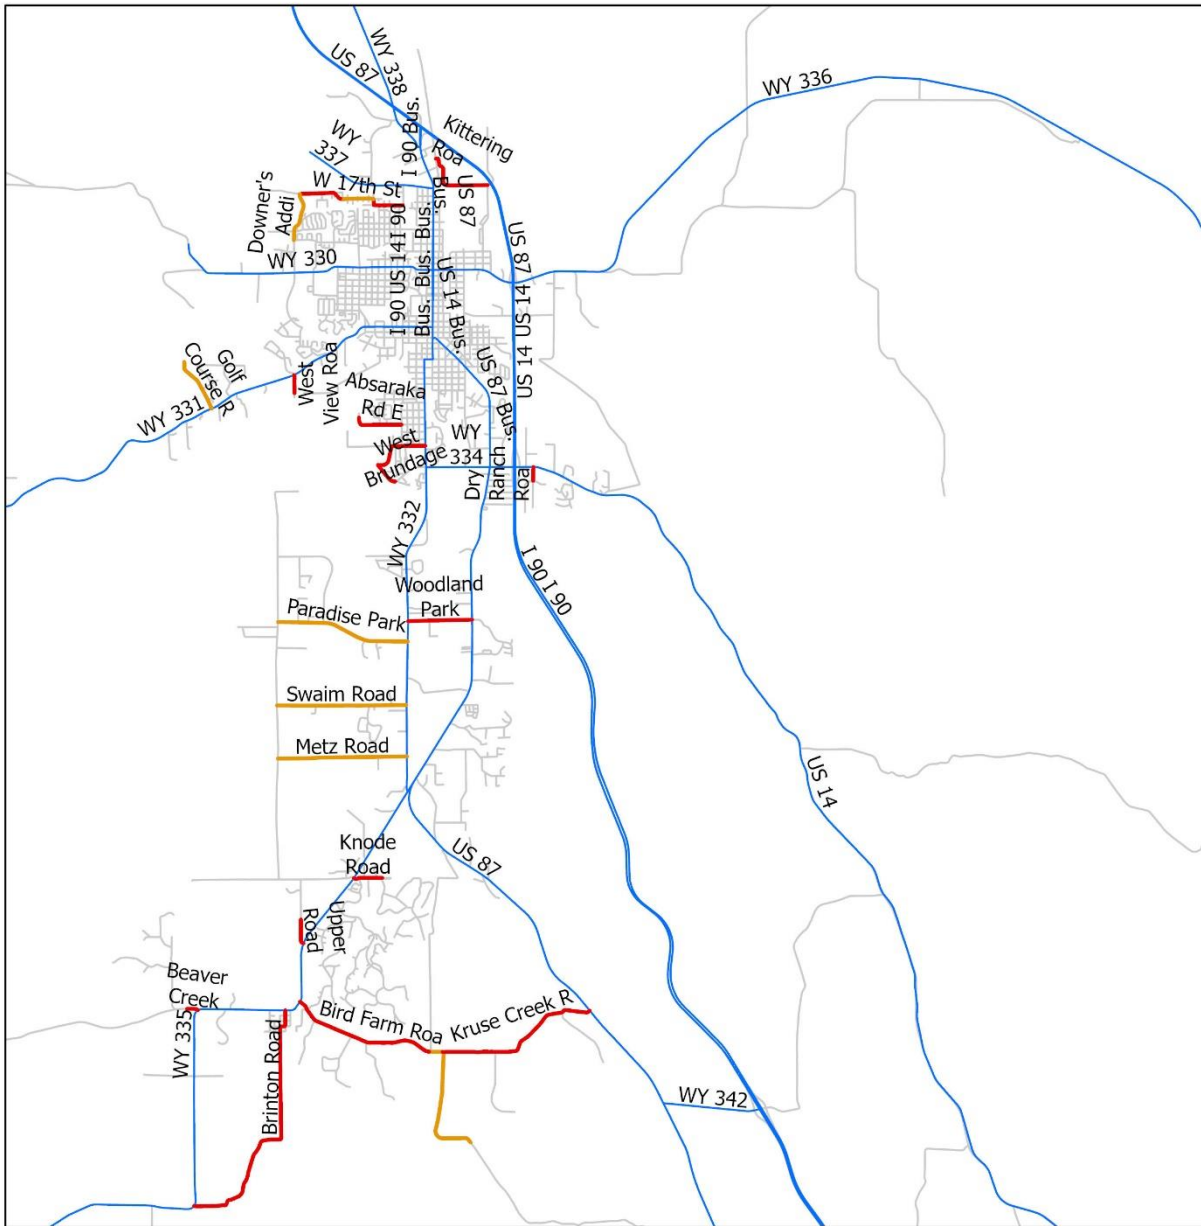 US 87
WY 338
WY 336
I 90 Bus.
Kittering
Roa
WY
337
W 17th St
Bus.
US 87
Downer's
Addi
WY 330
I 90 US 14 I 90
Bus. Bus. Bus.
US 14 Bus.
US 87
US 14 US 14
Golf
Course R
WY 331
West
View Roa
Absaraka
Rd E
US 87 Bus.
West
Brundage
WY
334
Dry
Ranch
Roa
WY 332
I 90 I 90
Woodland
Park
Paradise Park
Swaim Road
Metz Road
US 14
Knode
Road
US 87
Upper
Road
Beaver
Creek
Bird Farm Roa
Kruse Creek R
WY 335
Brinton Road
WY 342